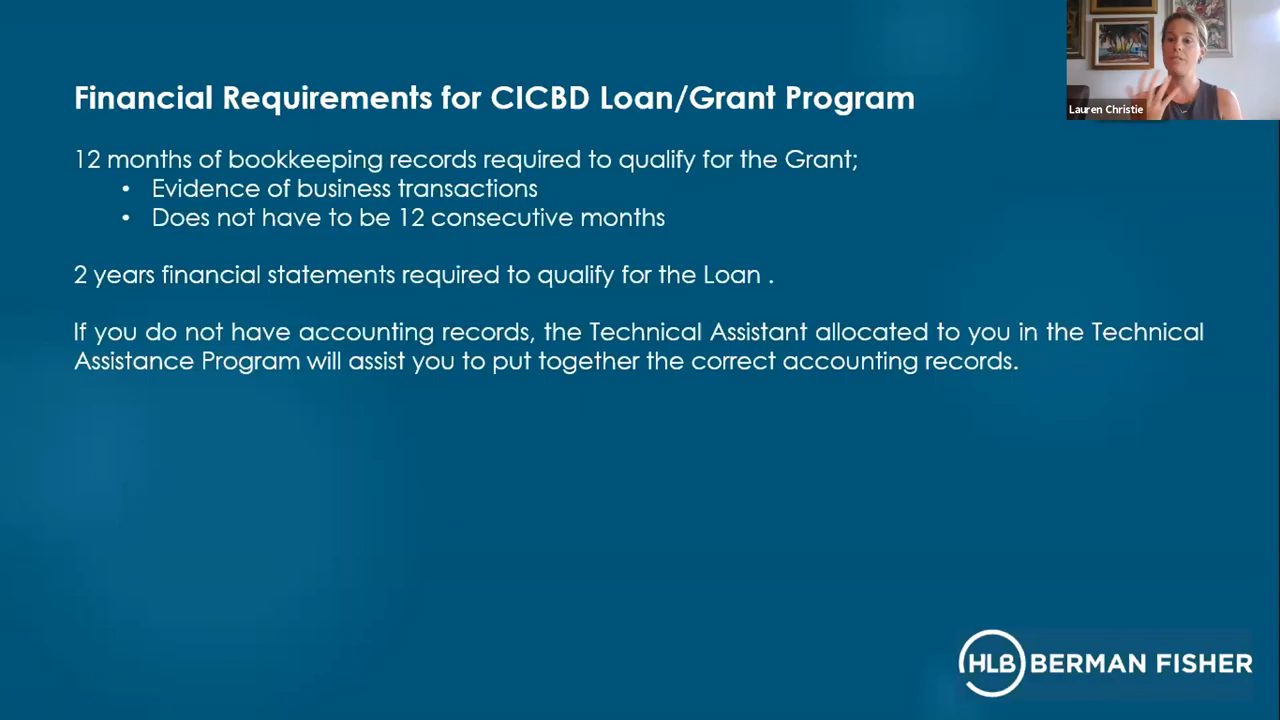 Lauren Christie
Financial Requirements for CICBD Loan/Grant Program
12 months of bookkeeping records required to qualify for the Grant;
• Evidence of business transactions
• Does not have to be 12 consecutive months
2 years financial statements required to qualify for the Loan .
If you do not have accounting records, the Technical Assistant allocated to you in the Technical
Assistance Program will assist you to put together the correct accounting records.
HLB BERMAN FISHER